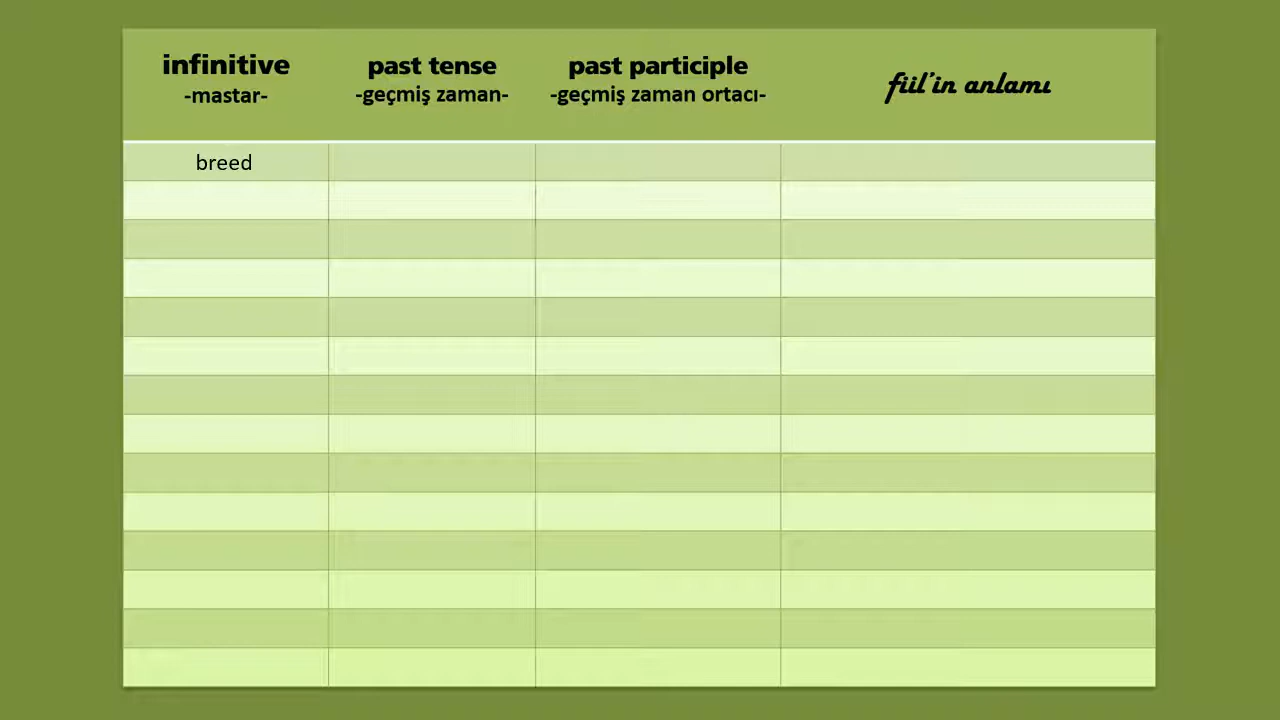 infinitive
-mastar-
past tense
-geçmiş zaman-
past participle
-geçmiş zaman ortacı-
fiil'in anlamı
breed